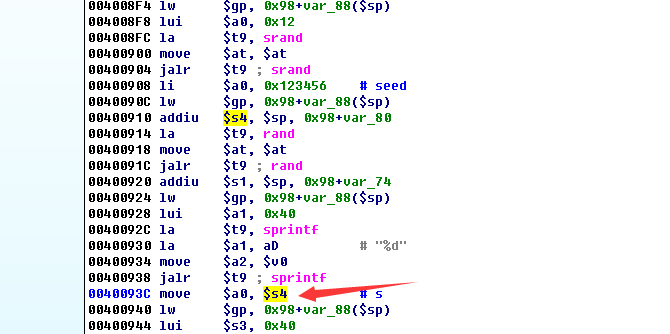 004008F4 lw $gp, 0x98+var_88($sp)
004008F8 lui $a0, 0x12
004008FC la $t9, srand
00400900 move $at, $at
00400904 jalr $t9 ; srand
00400908 li $a0, 0x123456 # seed
0040090C lw $gp, 0x98+var_88($sp)
00400910 addiu $s4, $sp, 0x98+var_80
00400914 la $t9, rand
00400918 move $at, $at
0040091C jalr $t9 ; rand
00400920 addiu $s1, $sp, 0x98+var_74
00400924 lw $gp, 0x98+var_88($sp)
00400928 lui $a1, 0x40
0040092C la $t9, sprintf
00400930 la $a1, aD # "%d"
00400934 move $a2, $v0
00400938 jalr $t9 ; sprintf
0040093C move $a0, $s4 # s
00400940 lw $gp, 0x98+var_88($sp)
00400944 lui $s3, 0x40